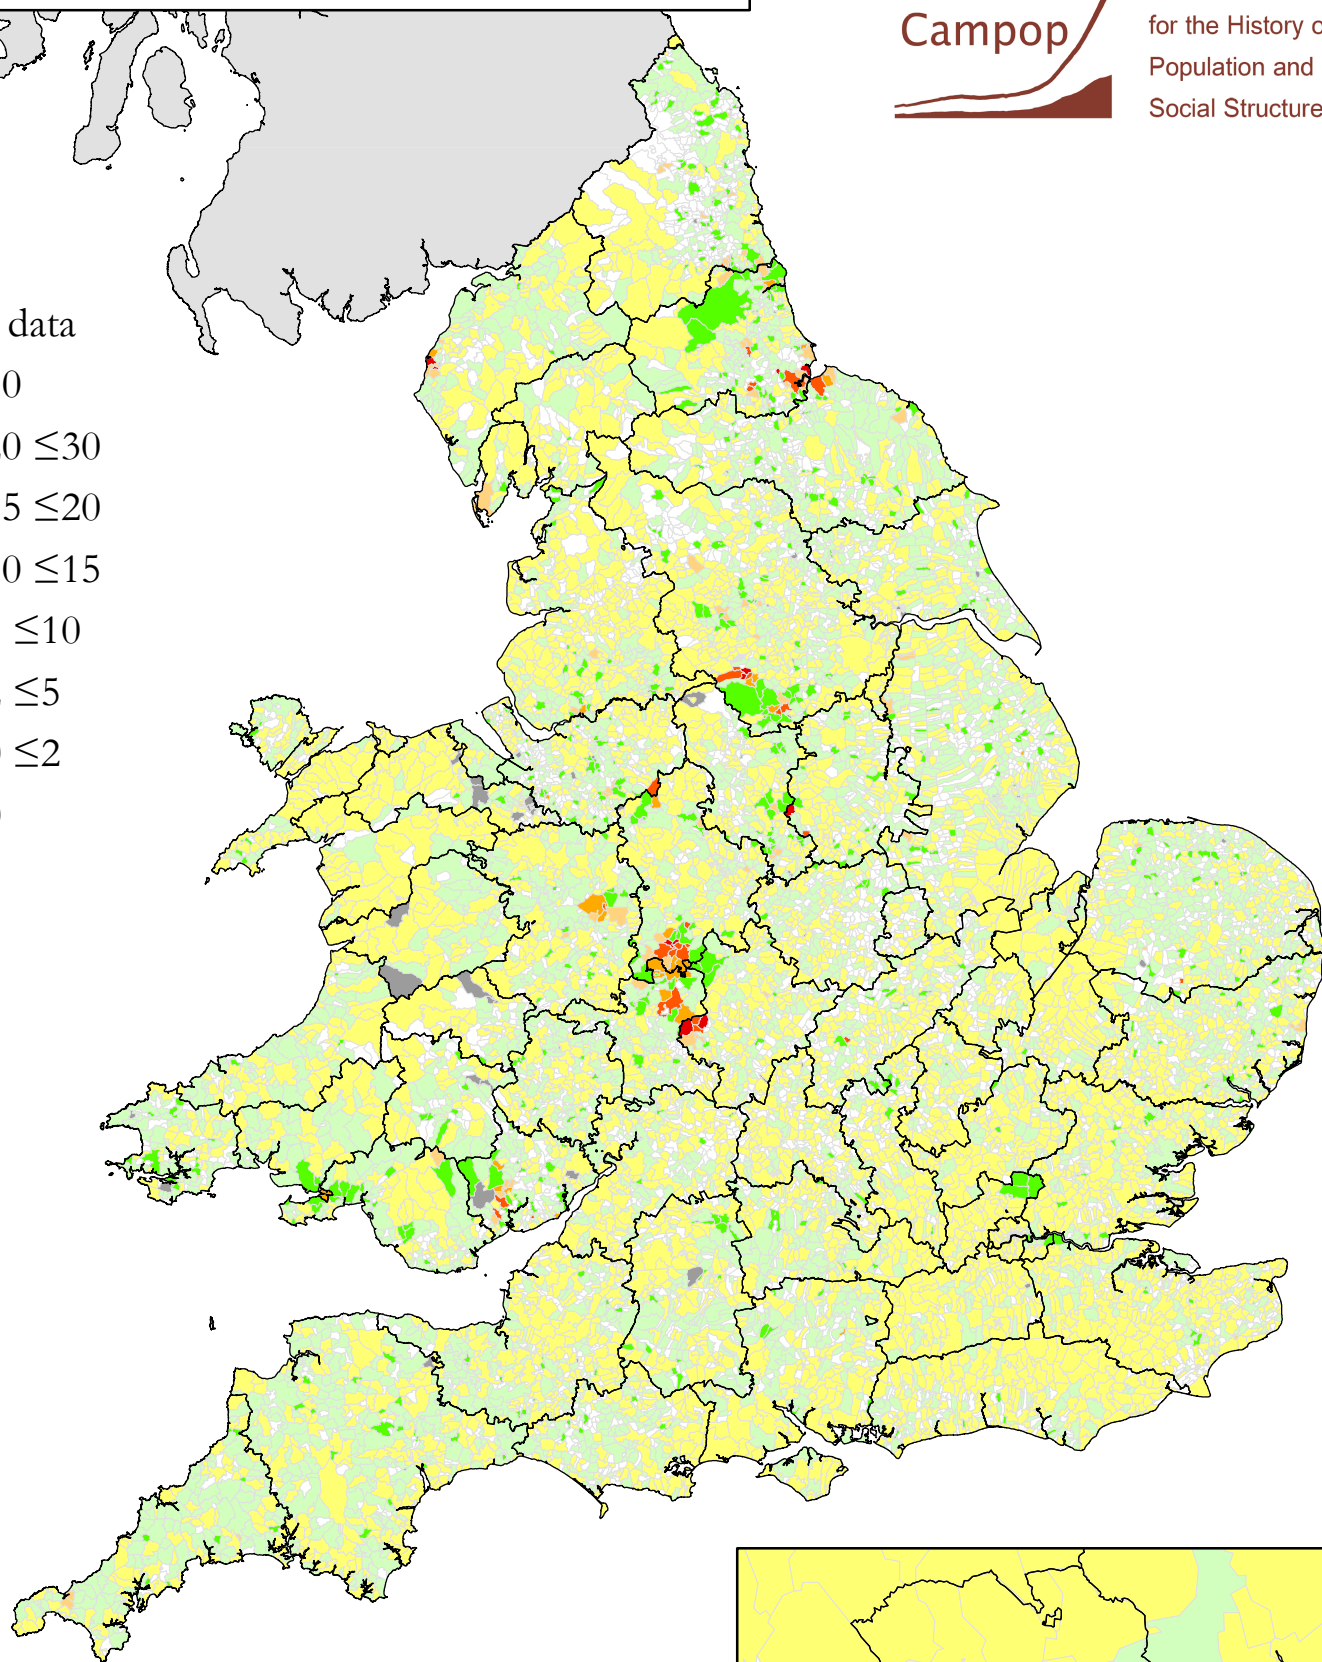 Campop
for the History o
Population and
Social Structure
data
0
0 ≤30
5 ≤20
0 ≤15
≤10
≤5
≤2